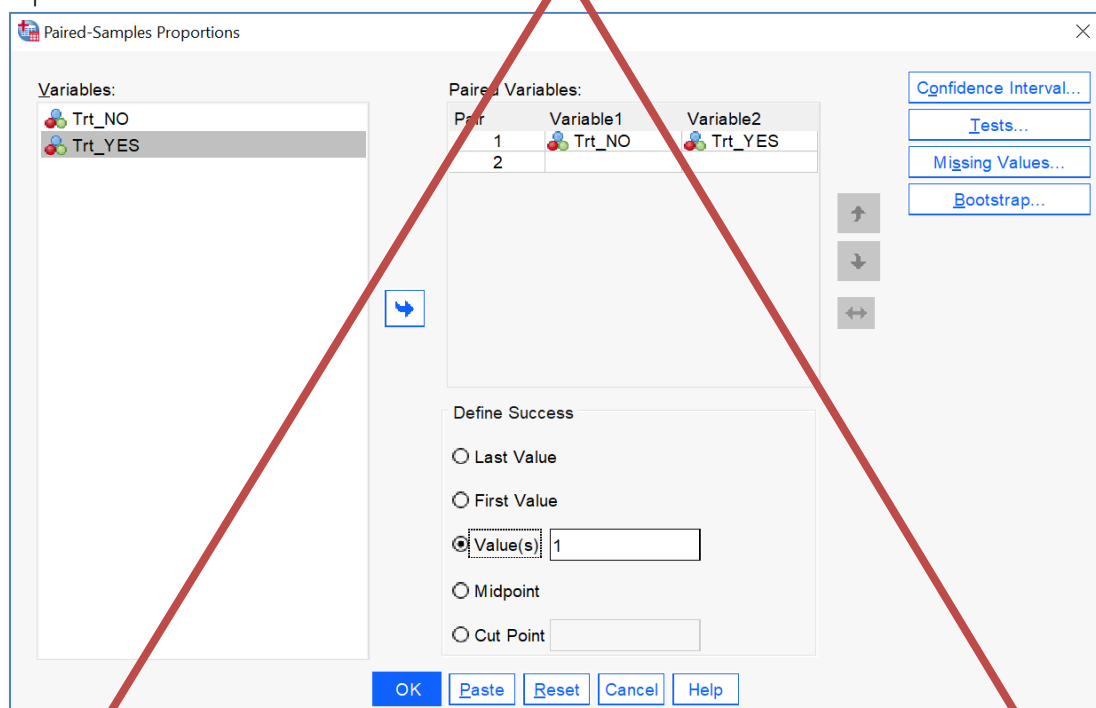 Paired-Samples Proportions
Variables:
Trt_NO
Trt_YES
Paired Variables:
Pair Variable1 Variable2
1 Trt_NO Trt_YES
2
Define Success
Last Value
First Value
Value(s) 1
Midpoint
Cut Point
Confidence Interval...
Tests...
Missing Values...
Bootstrap...
OK Paste Reset Cancel Help